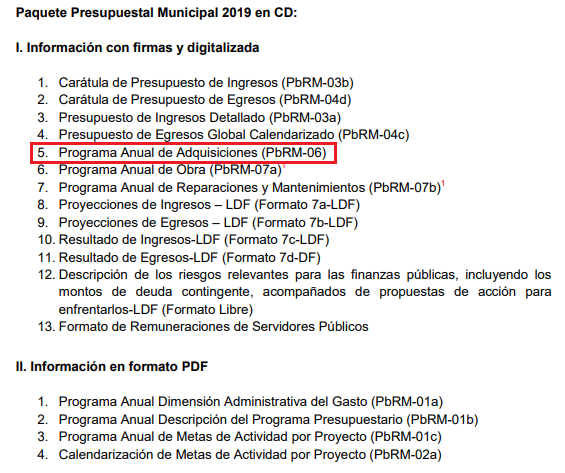 Paquete Presupuestal Municipal 2019 en CD:
I. Información con firmas y digitalizada
1. Carátula de Presupuesto de Ingresos (PbRM-03b)
2. Carátula de Presupuesto de Egresos (PbRM-04d)
3. Presupuesto de Ingresos Detallado (PbRM-03a)
4. Presupuesto de Egresos Global Calendarizado (PbRM-04c)
5. Programa Anual de Adquisiciones (PbRM-06)
6. Programa Anual de Obra (PbRM-07a)¹
7. Programa Anual de Reparaciones y Mantenimientos (PbRM-07b)¹
8. Proyecciones de Ingresos – LDF (Formato 7a-LDF)
9. Proyecciones de Egresos – LDF (Formato 7b-LDF)
10. Resultado de Ingresos-LDF (Formato 7c-LDF)
11. Resultado de Egresos-LDF (Formato 7d-DF)
12. Descripción de los riesgos relevantes para las finanzas públicas, incluyendo los
montos de deuda contingente, acompañados de propuestas de acción para
enfrentarlos-LDF (Formato Libre)
13. Formato de Remuneraciones de Servidores Públicos
II. Información en formato PDF
1. Programa Anual Dimensión Administrativa del Gasto (PbRM-01a)
2. Programa Anual Descripción del Programa Presupuestario (PbRM-01b)
3. Programa Anual de Metas de Actividad por Proyecto (PbRM-01c)
4. Calendarización de Metas de Actividad por Proyecto (PbRM-02a)